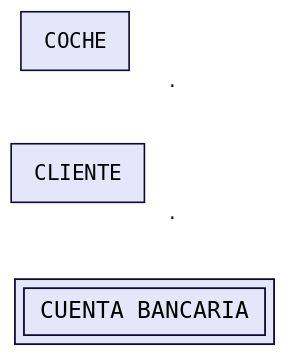 COCHE
.
CLIENTE
.
CUENTA BANCARIA